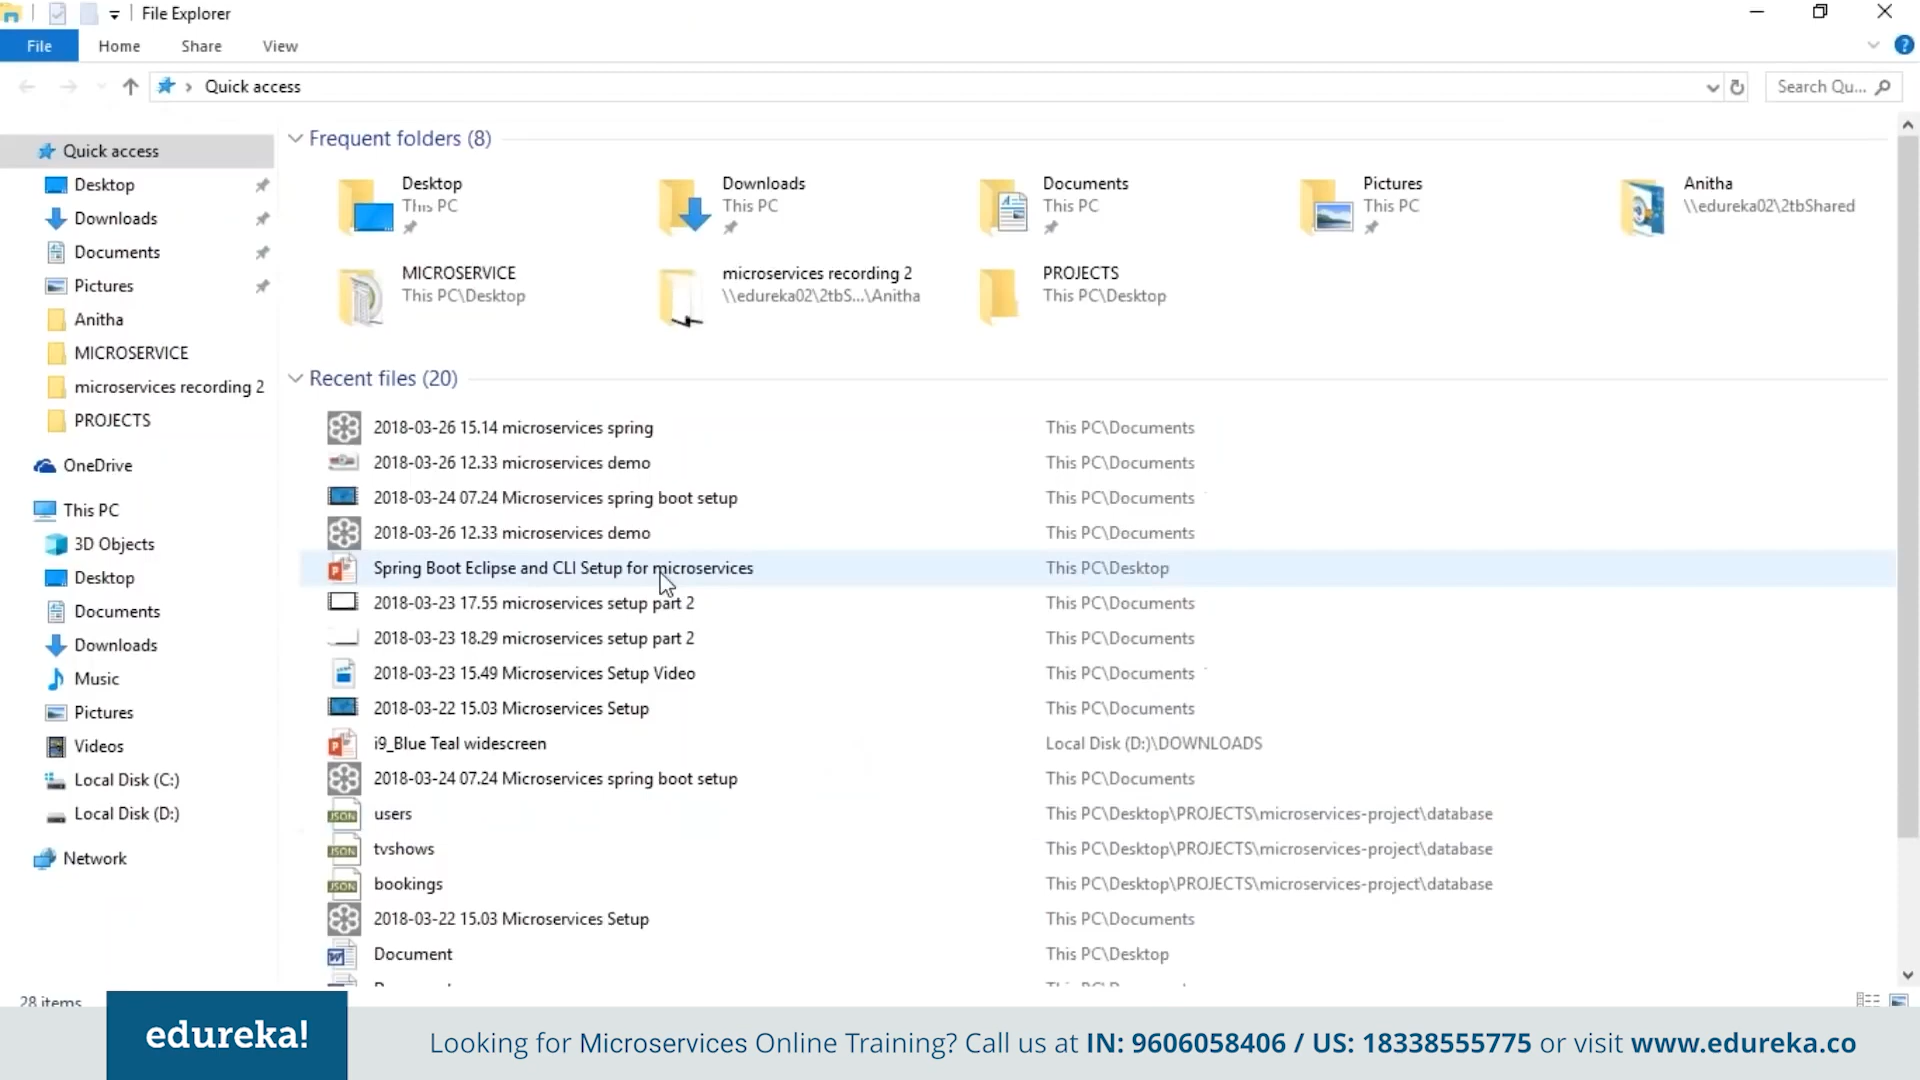 File Explorer
File Home Share View
Quick access
Search Qu...
Quick access
Desktop
Downloads
Documents
Pictures
Anitha
MICROSERVICE
microservices recording 2
PROJECTS
OneDrive
This PC
3D Objects
Desktop
Documents
Downloads
Music
Pictures
Videos
Local Disk (C:)
Local Disk (D:)
Network
Frequent folders (8)
Desktop
This PC
Downloads
This PC
Documents
This PC
Pictures
This PC
Anitha
\\edureka02\2tbShared
MICROSERVICE
This PC\Desktop
microservices recording 2
\\edureka02\2tbS...\Anitha
PROJECTS
This PC\Desktop
Recent files (20)
2018-03-26 15.14 microservices spring This PC\Documents
2018-03-26 12.33 microservices demo This PC\Documents
2018-03-24 07.24 Microservices spring boot setup This PC\Documents
2018-03-26 12.33 microservices demo This PC\Documents
Spring Boot Eclipse and CLI Setup for microservices This PC\Desktop
2018-03-23 17.55 microservices setup part 2 This PC\Documents
2018-03-23 18.29 microservices setup part 2 This PC\Documents
2018-03-23 15.49 Microservices Setup Video This PC\Documents
2018-03-22 15.03 Microservices Setup This PC\Documents
i9_Blue Teal widescreen Local Disk (D:)\DOWNLOADS
2018-03-24 07.24 Microservices spring boot setup This PC\Documents
JSON users This PC\Desktop\PROJECTS\microservices-project\database
JSON tvshows This PC\Desktop\PROJECTS\microservices-project\database
JSON bookings This PC\Desktop\PROJECTS\microservices-project\database
2018-03-22 15.03 Microservices Setup This PC\Documents
Document This PC\Desktop
28 items
edureka!
Looking for Microservices Online Training? Call us at IN: 9606058406 / US: 18338555775 or visit www.edureka.co